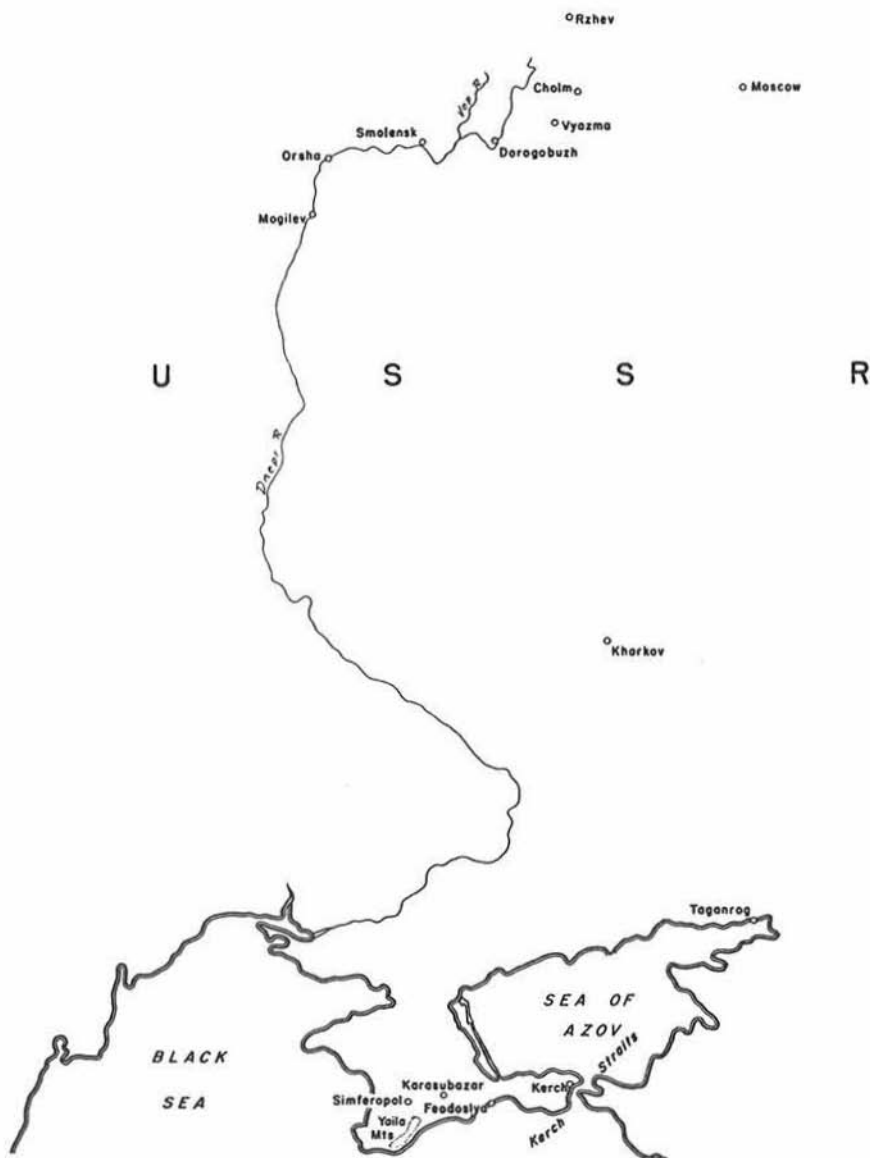 Rzhev
Cholm
Moscow
Vop R
Vyazma
Smolensk
Dorogobuzh
Orsha
Mogilev
U S S R
Dnepr R
Kharkov
Taganrog
SEA OF
AZOV
BLACK
SEA
Straits
Kerch
Karasubazar
Kerch
Simferopol
Feodosiya
Yaila
Mts